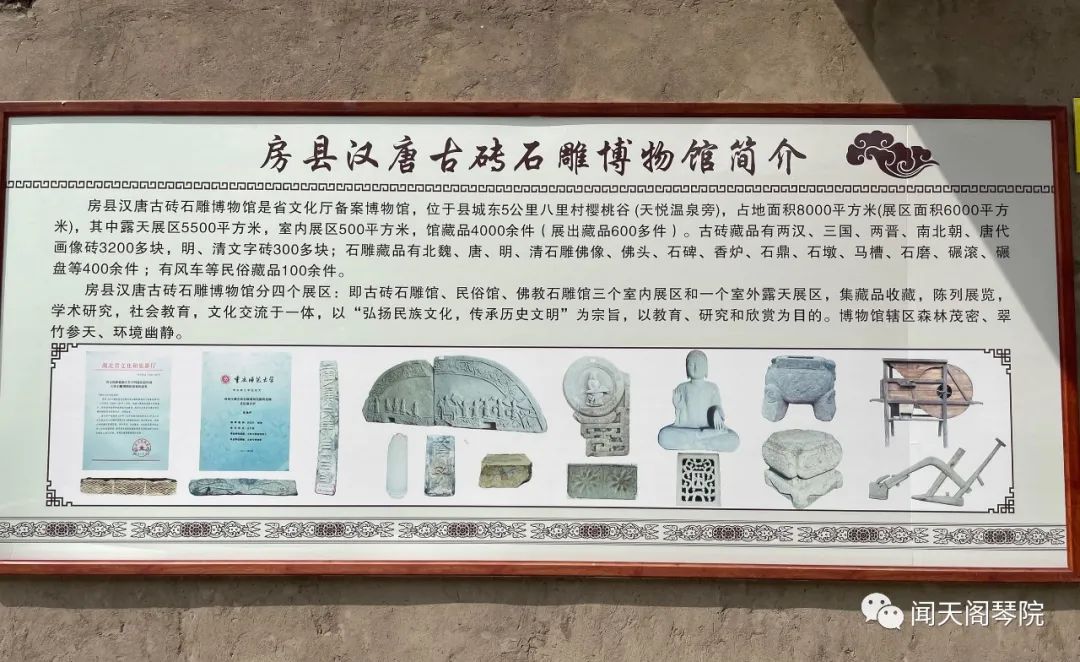 房县汉唐古砖石雕博物馆简介
房县汉唐古砖石雕博物馆是省文化厅备案博物馆，位于县城东5公里八里村樱桃谷(天悦温泉旁)，占地面积8000平方米(展区面积6000平方
米)，其中露天展区5500平方米，室内展区500平方米，馆藏品4000余件（展出藏品600多件）。古砖藏品有两汉、三国、两晋、南北朝、唐代
画像砖3200多块，明、清文字砖300多块；石雕藏品有北魏、唐、明、清石雕佛像、佛头、石碑、香炉、石鼎、石墩、马槽、石磨、碾滚、碾
盘等400余件；有风车等民俗藏品100余件。
房县汉唐古砖石雕博物馆分四个展区：即古砖石雕馆、民俗馆、佛教石雕馆三个室内展区和一个室外露天展区，集藏品收藏，陈列展览，
学术研究，社会教育，文化交流于一体，以“弘扬民族文化，传承历史文明”为宗旨，以教育、研究和欣赏为目的。博物馆辖区森林茂密、翠
竹参天、环境幽静。
重庆师范大学
闻天阁琴院